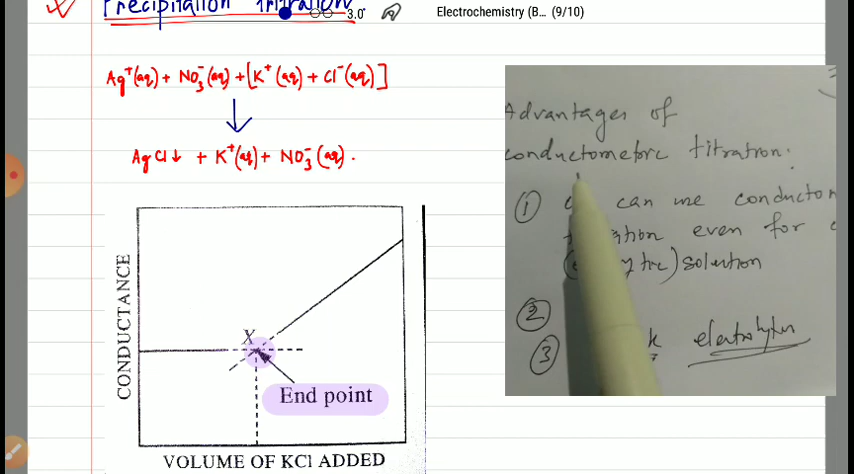 Precipitation Titration
3.0
Electrochemistry (B... (9/10)
Ag⁺(aq) + NO₃⁻(aq) + [K⁺(aq) + Cl⁻(aq)]
↓
AgCl↓ + K⁺(aq) + NO₃⁻(aq).
CONDUCTANCE
X
End point
VOLUME OF KCl ADDED
Advantages of
conductometric titration:
① can use conducto
even for
solution
②
③ electrolytes